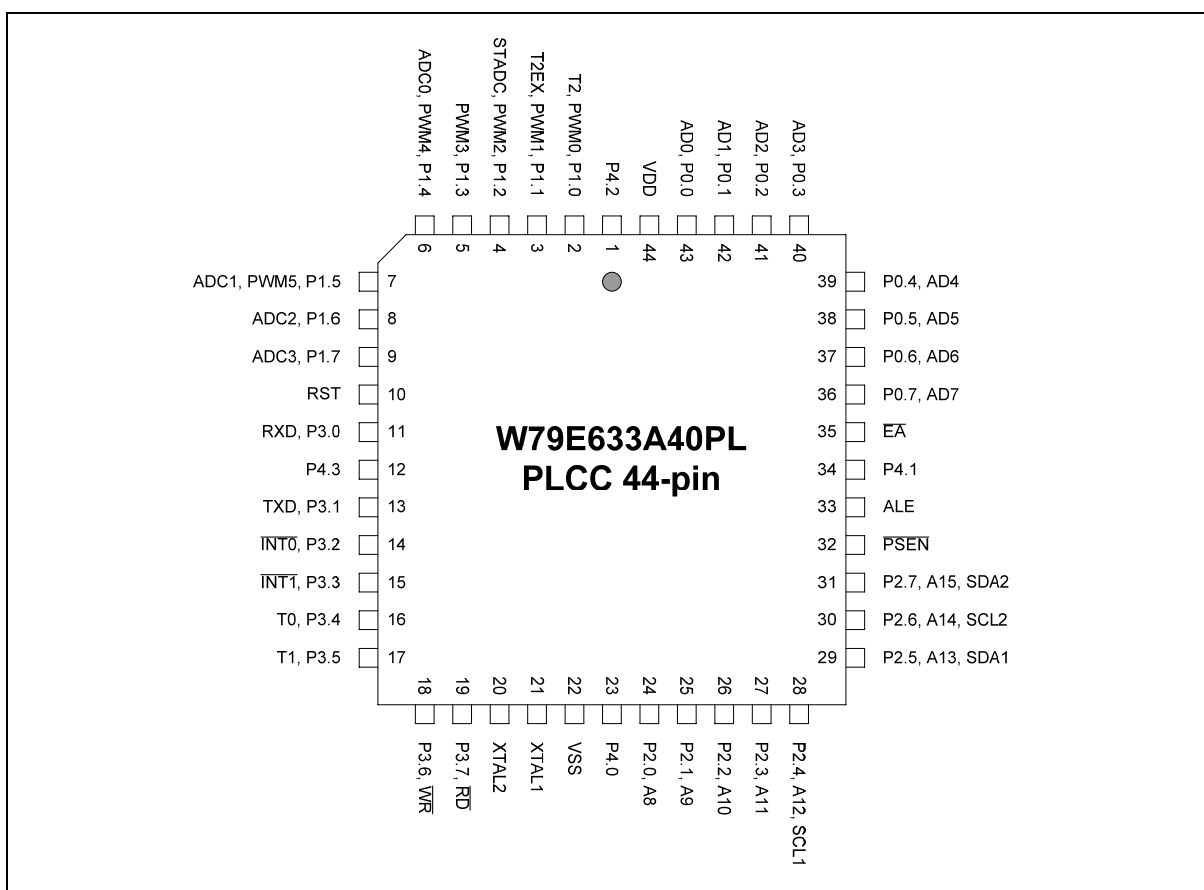 ADC0, PWM4, P1.4
PWM3, P1.3
STADC, PWM2, P1.2
T2EX, PWM1, P1.1
T2, PWM0, P1.0
P4.2
VDD
AD0, P0.0
AD1, P0.1
AD2, P0.2
AD3, P0.3
6
5
4
3
2
1
44
43
42
41
40
ADC1, PWM5, P1.5
7
ADC2, P1.6
8
ADC3, P1.7
9
RST
10
RXD, P3.0
11
P4.3
12
TXD, P3.1
13
INT0, P3.2
14
INT1, P3.3
15
T0, P3.4
16
T1, P3.5
17
W79E633A40PL
PLCC 44-pin
39
P0.4, AD4
38
P0.5, AD5
37
P0.6, AD6
36
P0.7, AD7
35
EA
34
P4.1
33
ALE
32
PSEN
31
P2.7, A15, SDA2
30
P2.6, A14, SCL2
29
P2.5, A13, SDA1
18
19
20
21
22
23
24
25
26
27
28
P3.6, WR
P3.7, RD
XTAL2
XTAL1
VSS
P4.0
P2.0, A8
P2.1, A9
P2.2, A10
P2.3, A11
P2.4, A12, SCL1